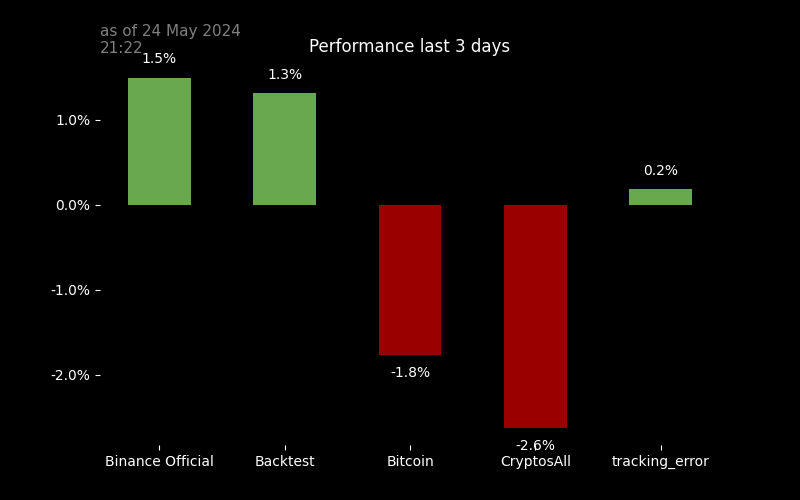 as of 24 May 2024
21:22
Performance last 3 days
1.5%
1.3%
0.2%
-1.8%
-2.6%
1.0%
0.0%
-1.0%
-2.0%
Binance Official
Backtest
Bitcoin
CryptosAll
tracking_error